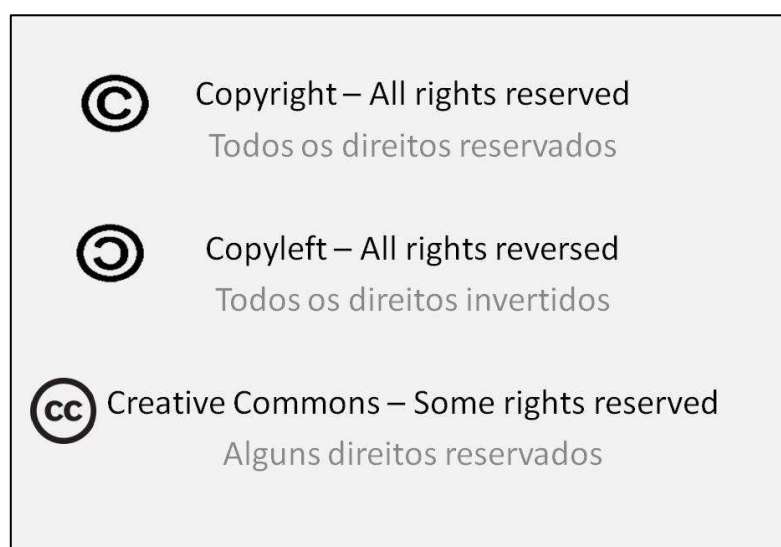 © Copyright – All rights reserved
Todos os direitos reservados
🄯 Copyleft – All rights reversed
Todos os direitos invertidos
cc Creative Commons – Some rights reserved
Alguns direitos reservados